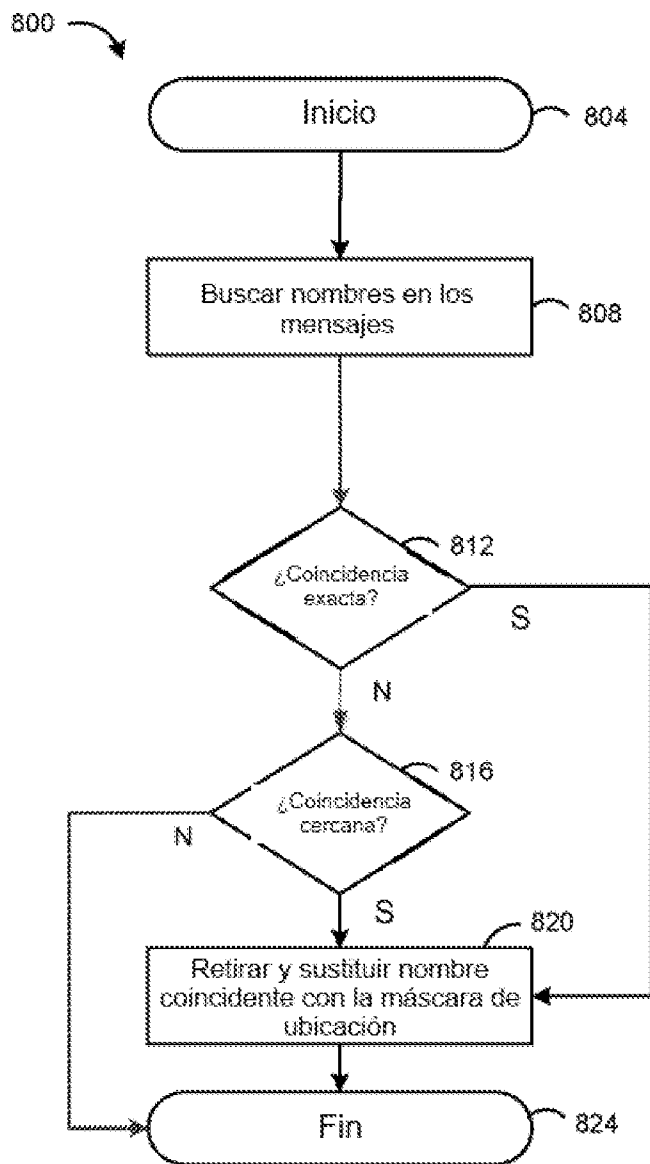 800
Inicio
804
Buscar nombres en los
mensajes
808
812
¿Coincidencia
exacta?
S
N
816
¿Coincidencia
cercana?
N
S
820
Retirar y sustituir nombre
coincidente con la máscara de
ubicación
Fin
824